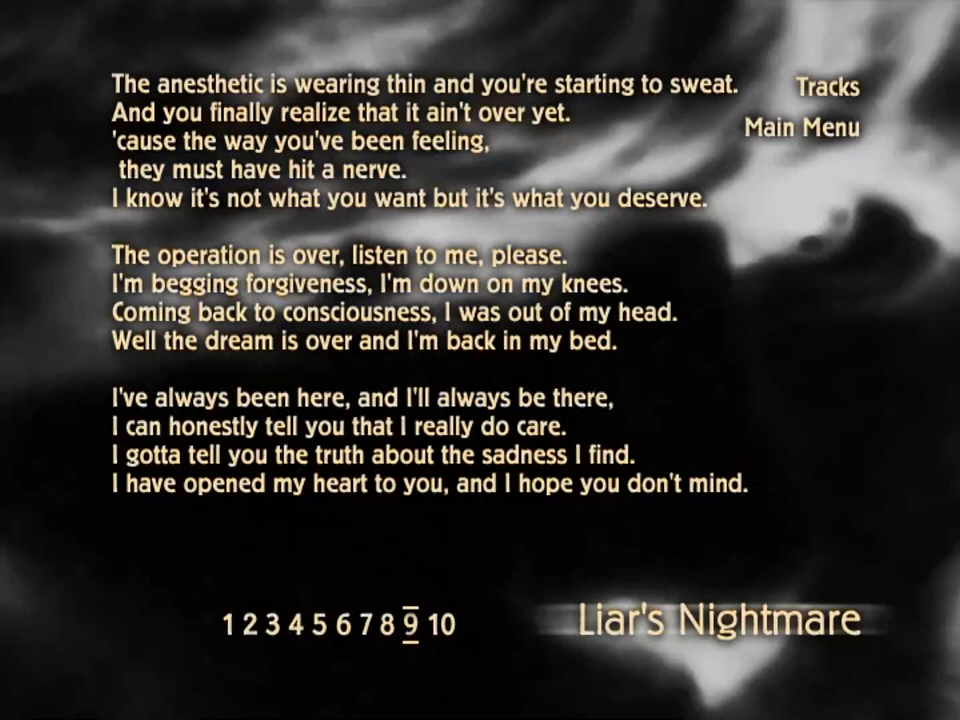 The anesthetic is wearing thin and you're starting to sweat.
And you finally realize that it ain't over yet.
'cause the way you've been feeling,
they must have hit a nerve.
I know it's not what you want but it's what you deserve.
The operation is over, listen to me, please.
I'm begging forgiveness, I'm down on my knees.
Coming back to consciousness, I was out of my head.
Well the dream is over and I'm back in my bed.
I've always been here, and I'll always be there,
I can honestly tell you that I really do care.
I gotta tell you the truth about the sadness I find.
I have opened my heart to you, and I hope you don't mind.
Tracks
Main Menu
1 2 3 4 5 6 7 8 9 10
Liar's Nightmare